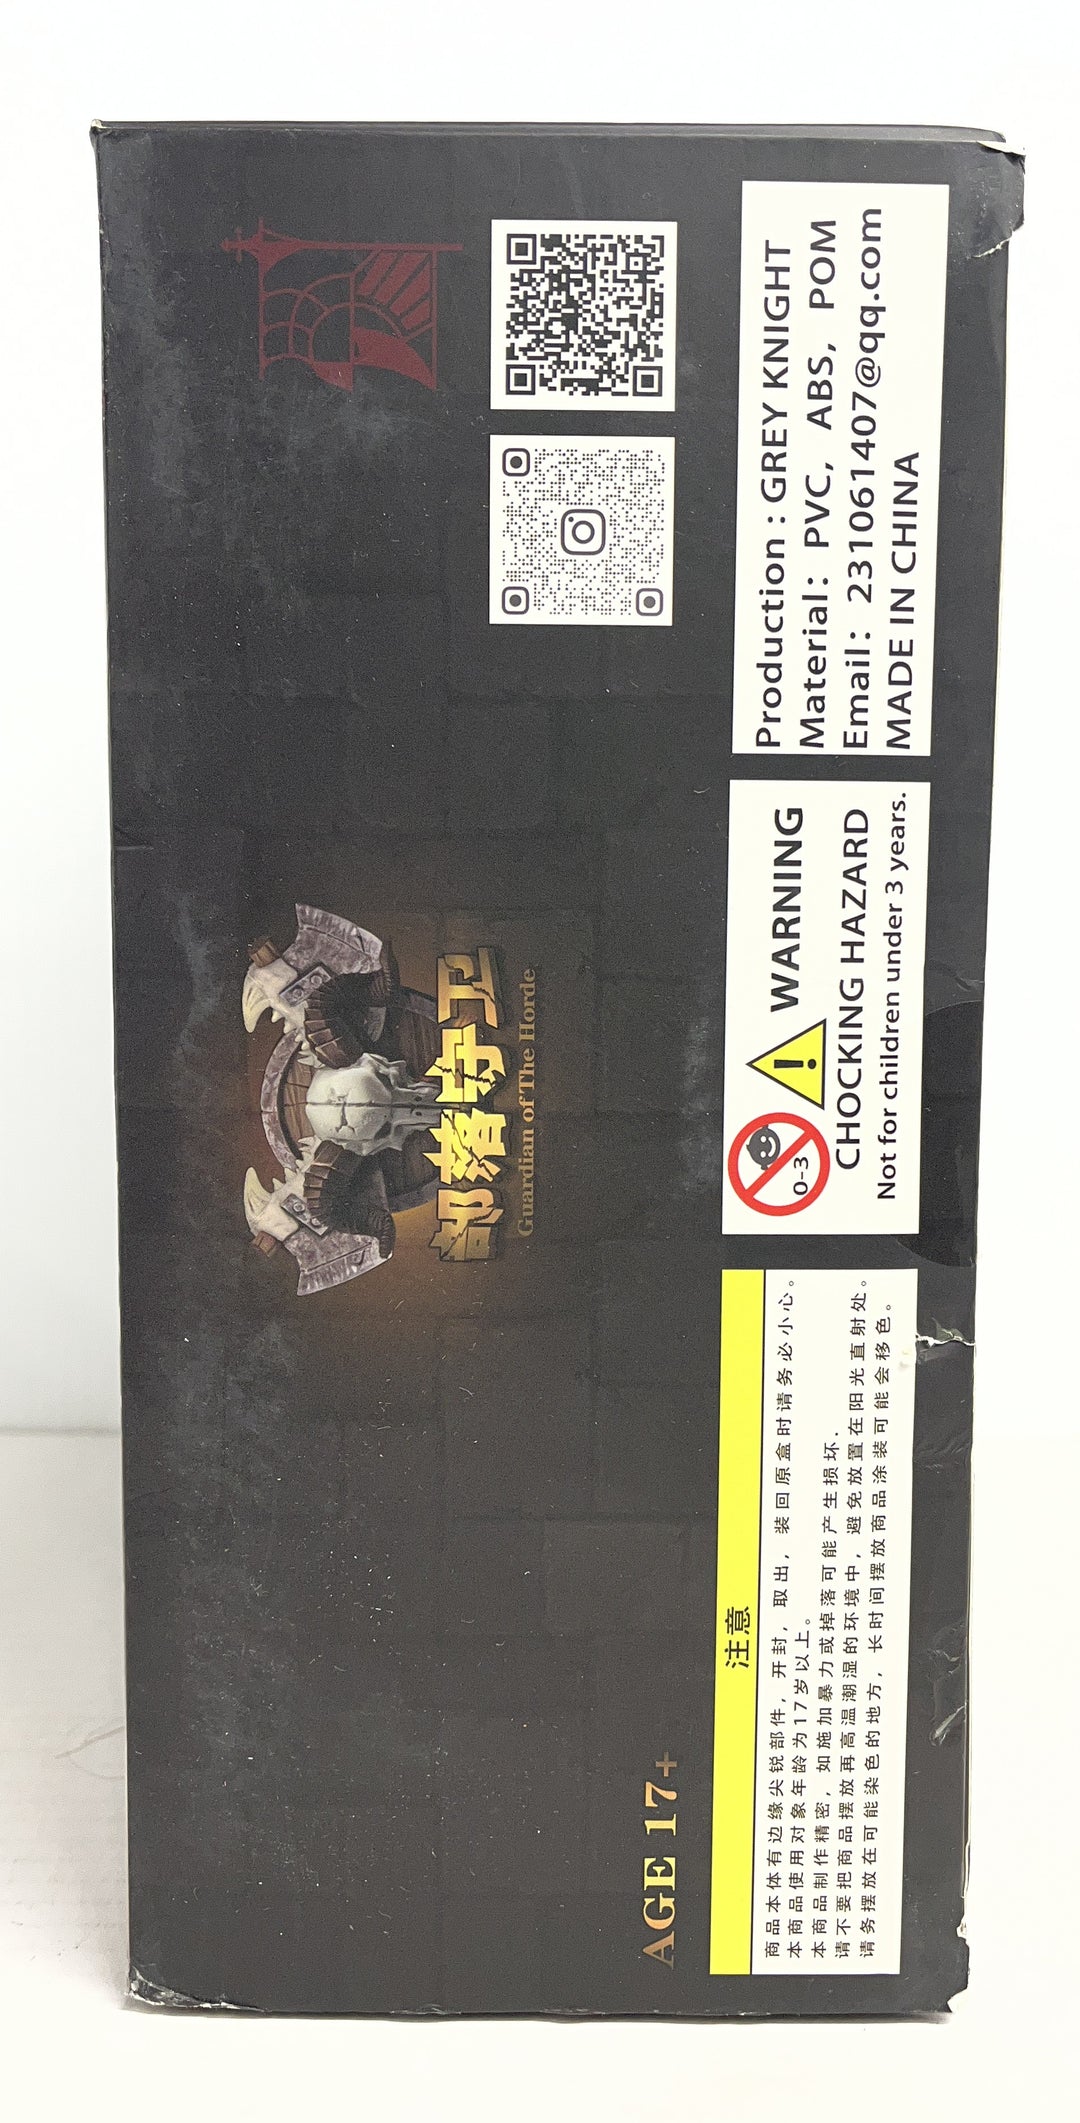 部落守卫
Guardian of The Horde
AGE 17+
注意
商品本体有边缘尖锐部件，开封，取出，装回原盒时请务必小心。
本商品使用对象年龄为17岁以上。
本商品制作精密，如施加暴力或掉落可能产生损坏.
请不要把商品摆放再高温潮湿的环境中，避免放置在阳光直射处。
请务摆放在可能染色的地方，长时间摆放商品涂装可能会移色。
0-3
WARNING
CHOCKING HAZARD
Not for children under 3 years.
Production : GREY KNIGHT
Material : PVC, ABS, POM
Email : 2310611407@qq.com
MADE IN CHINA